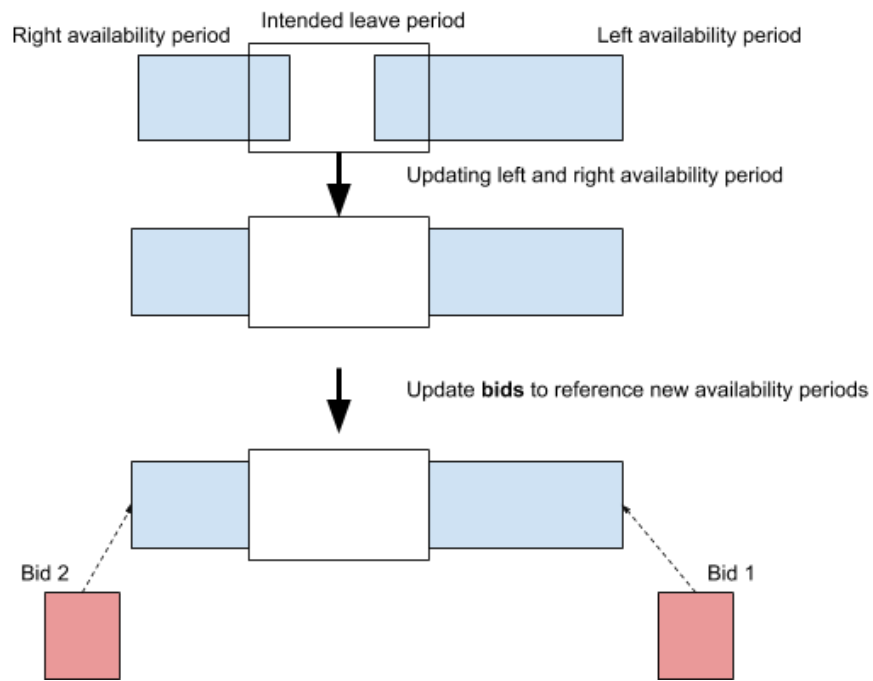 Intended leave period
Right availability period
Left availability period
Updating left and right availability period
Update bids to reference new availability periods
Bid 2
Bid 1